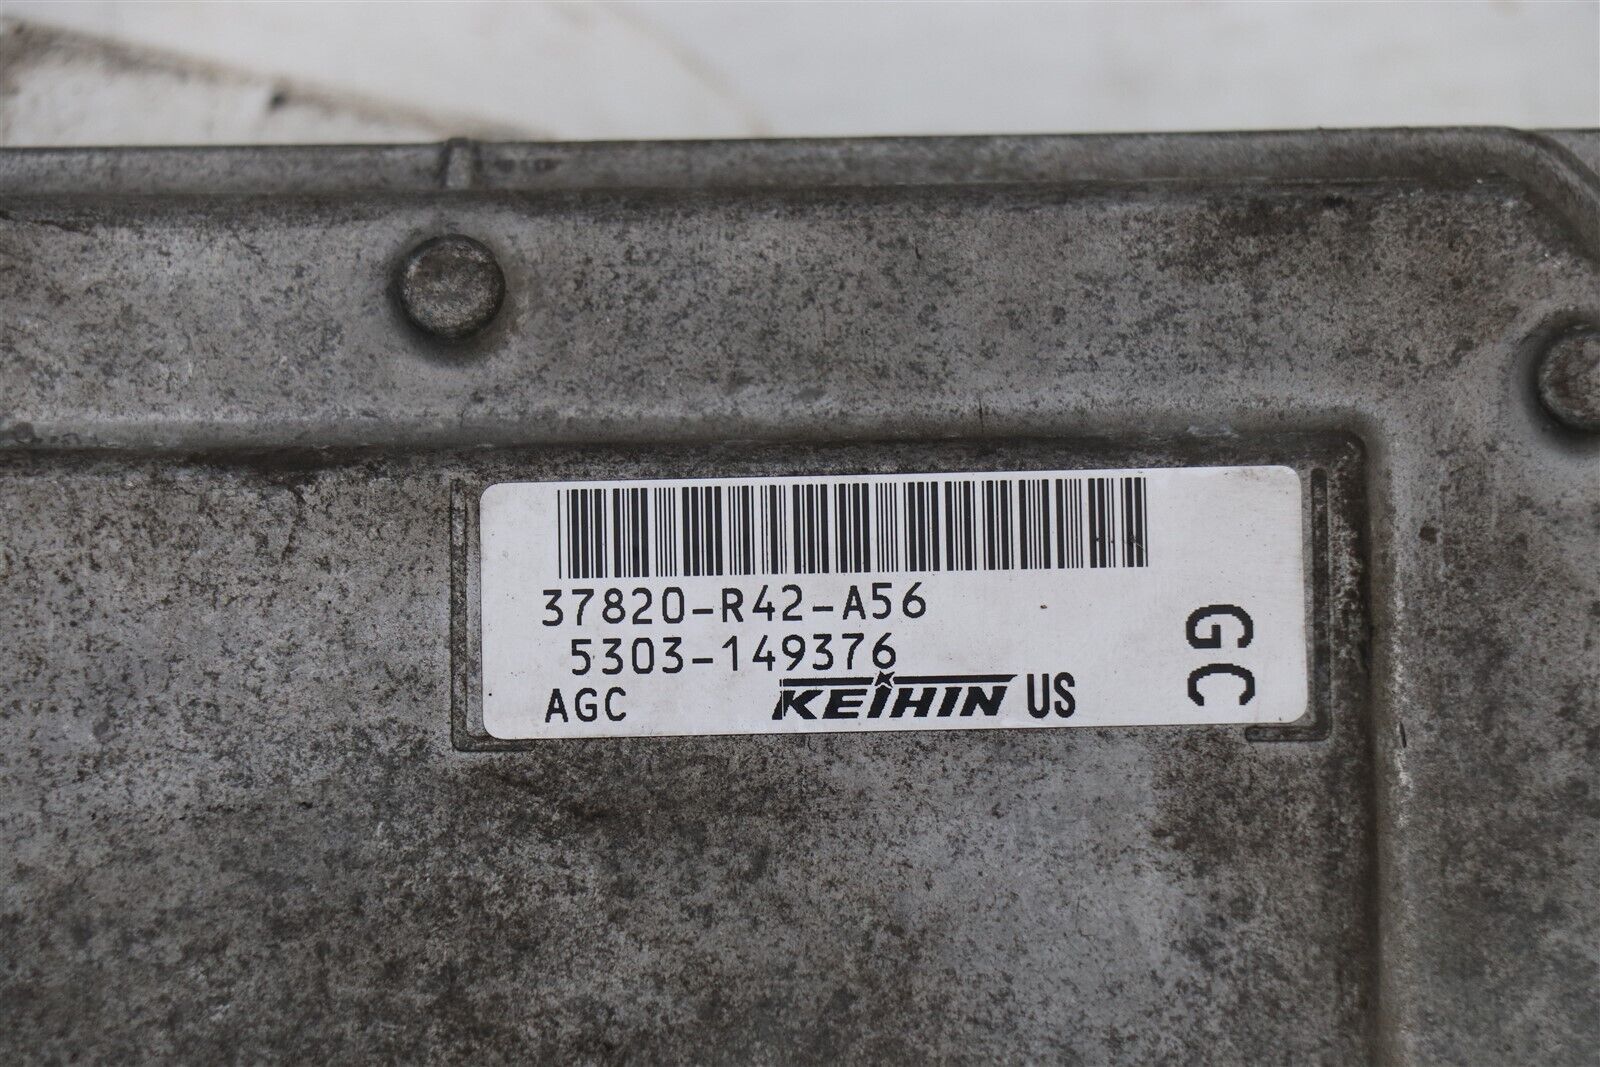 37820-R42-A56
5303-149376
AGC KEIHIN US
GC